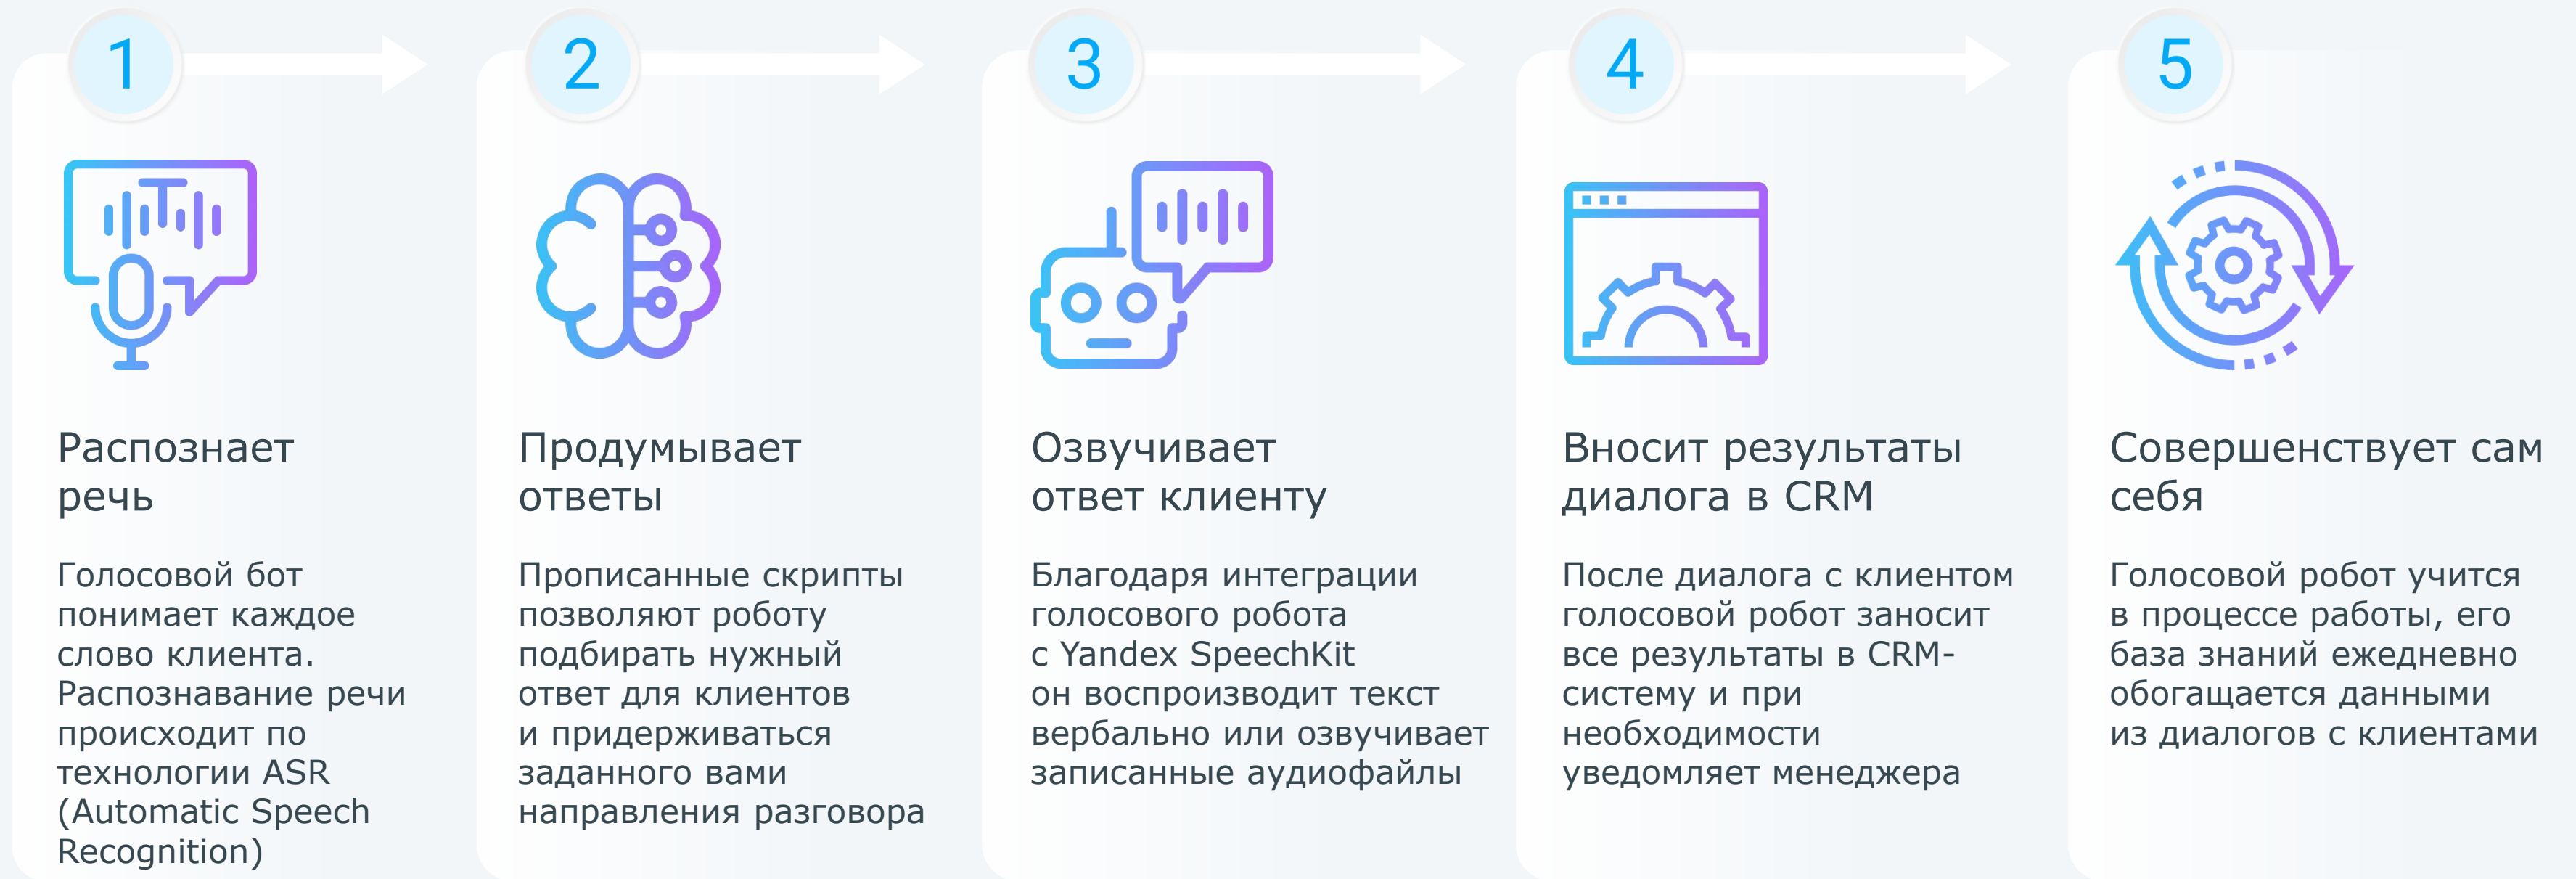 1
Распознает
речь
Голосовой бот
понимает каждое
слово клиента.
Распознавание речи
происходит по
технологии ASR
(Automatic Speech
Recognition)
2
Продумывает
ответы
Прописанные скрипты
позволяют роботу
подбирать нужный
ответ для клиентов
и придерживаться
заданного вами
направления разговора
3
Озвучивает
ответ клиенту
Благодаря интеграции
голосового робота
с Yandex SpeechKit
он воспроизводит текст
вербально или озвучивает
записанные аудиофайлы
4
Вносит результаты
диалога в CRM
После диалога с клиентом
голосовой робот заносит
все результаты в CRM-
систему и при
необходимости
уведомляет менеджера
5
Совершенствует сам
себя
Голосовой робот учится
в процессе работы, его
база знаний ежедневно
обогащается данными
из диалогов с клиентами